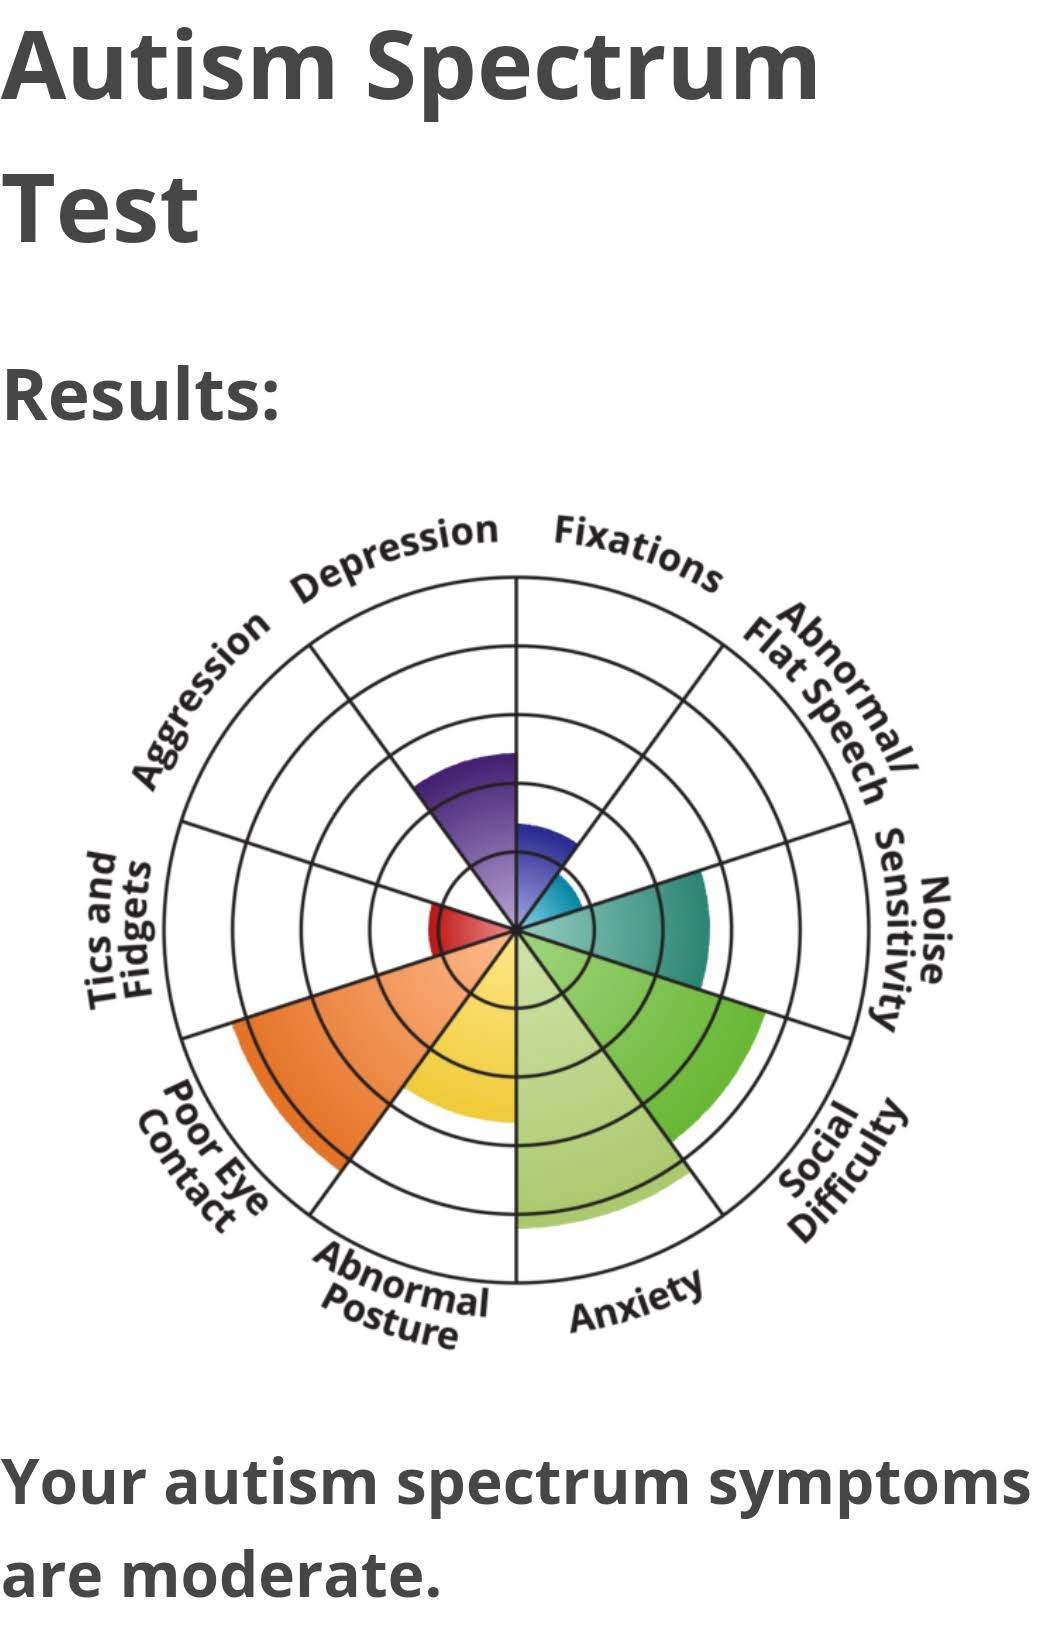 Autism Spectrum
Test
Results:
Depression
Fixations
Abnormal/
Flat Speech
Noise
Sensitivity
Social
Difficulty
Anxiety
Abnormal
Posture
Poor Eye
Contact
Tics and
Fidgets
Aggression
Your autism spectrum symptoms
are moderate.